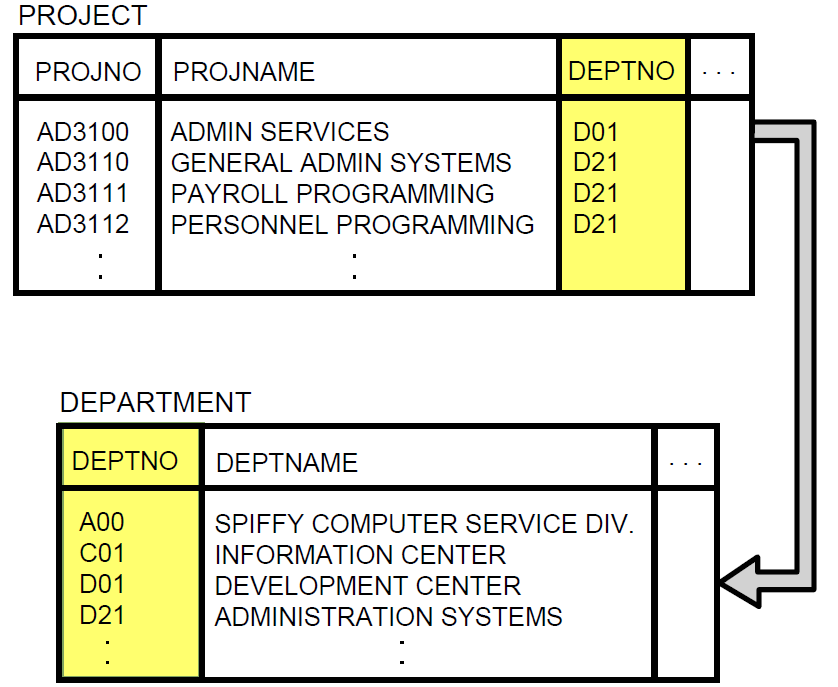 PROJECT
PROJNO PROJNAME DEPTNO . . .
AD3100 ADMIN SERVICES D01
AD3110 GENERAL ADMIN SYSTEMS D21
AD3111 PAYROLL PROGRAMMING D21
AD3112 PERSONNEL PROGRAMMING D21
. .
. .
DEPARTMENT
DEPTNO DEPTNAME . . .
A00 SPIFFY COMPUTER SERVICE DIV.
C01 INFORMATION CENTER
D01 DEVELOPMENT CENTER
D21 ADMINISTRATION SYSTEMS
. .
. .